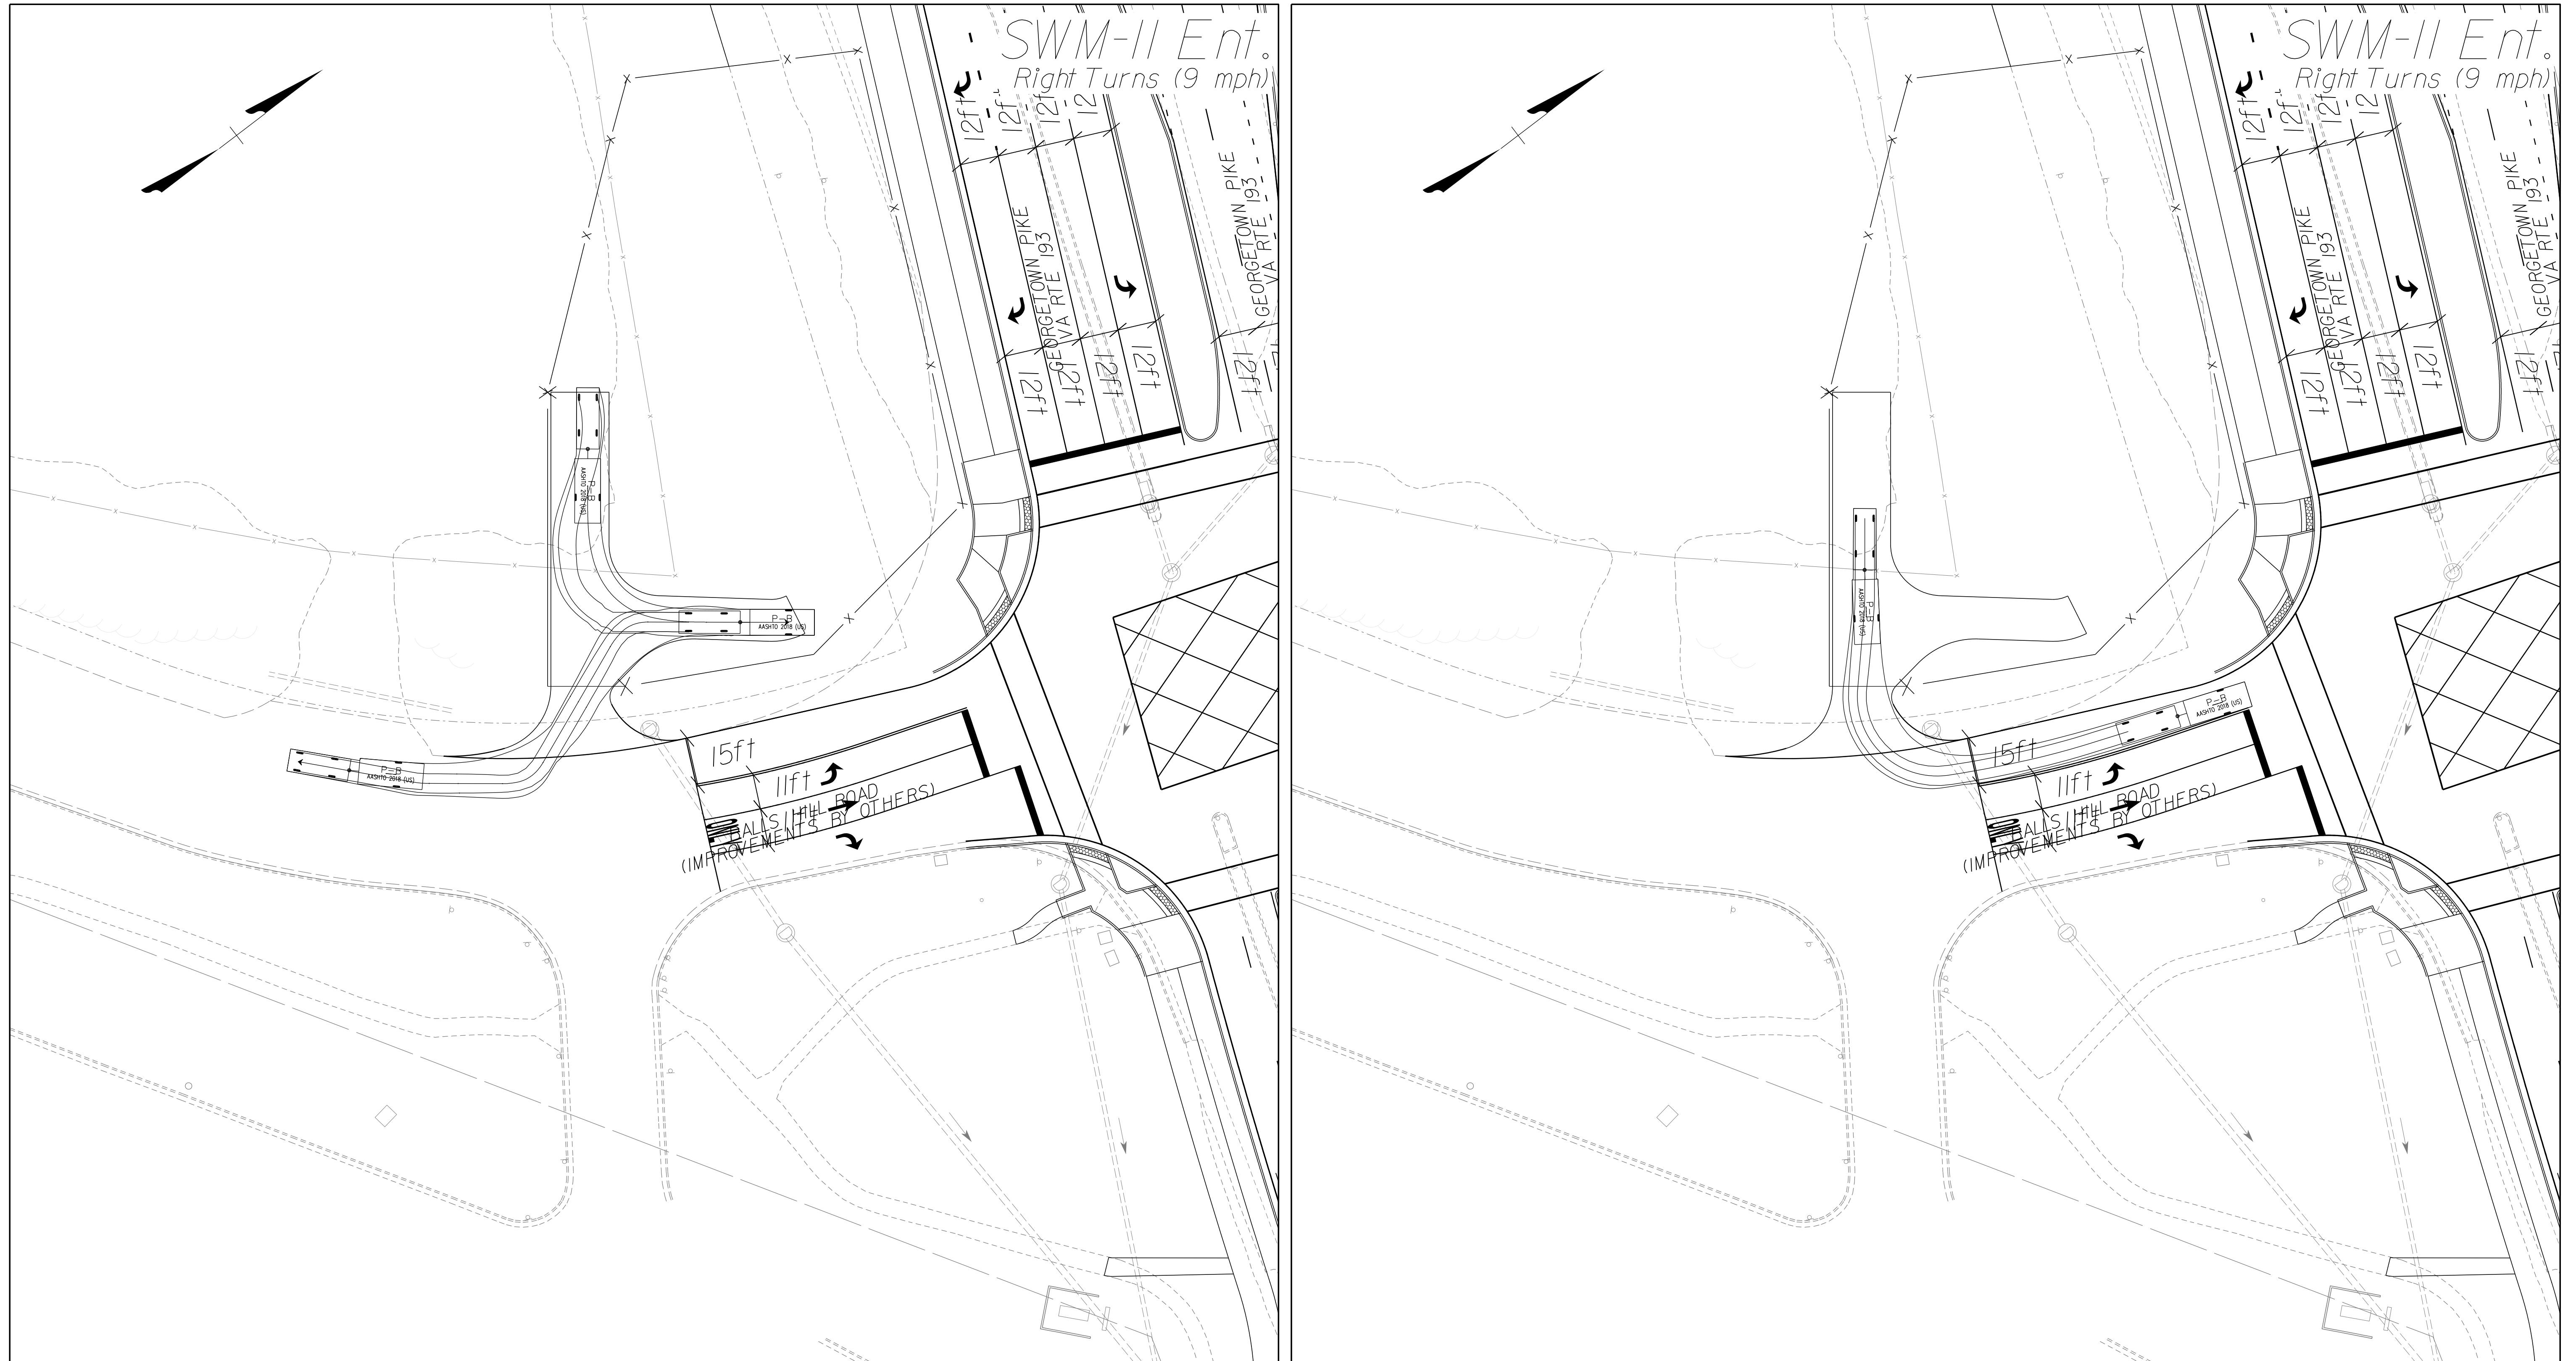 SWM-11 Ent.
Right Turns (9 mph)
12ft
12ft
12ft
12
GEORGETOWN PIKE
VA RTE 193
GEORGETOWN PIKE
VA RTE 193
12ft
12ft
12ft
12ft
12ft
P-B
AASHTO 2018 (US)
P-B
AASHTO 2018 (US)
P-B
AASHTO 2018 (US)
15ft
11ft
BALLS HILL ROAD
(IMPROVEMENTS BY OTHERS)
SWM-11 Ent.
Right Turns (9 mph)
12ft
12ft
12ft
12
GEORGETOWN PIKE
VA RTE 193
GEORGETOWN PIKE
VA RTE 193
12ft
12ft
12ft
12ft
12ft
P-B
AASHTO 2018 (US)
P-B
AASHTO 2018 (US)
15ft
11ft
BALLS HILL ROAD
(IMPROVEMENTS BY OTHERS)